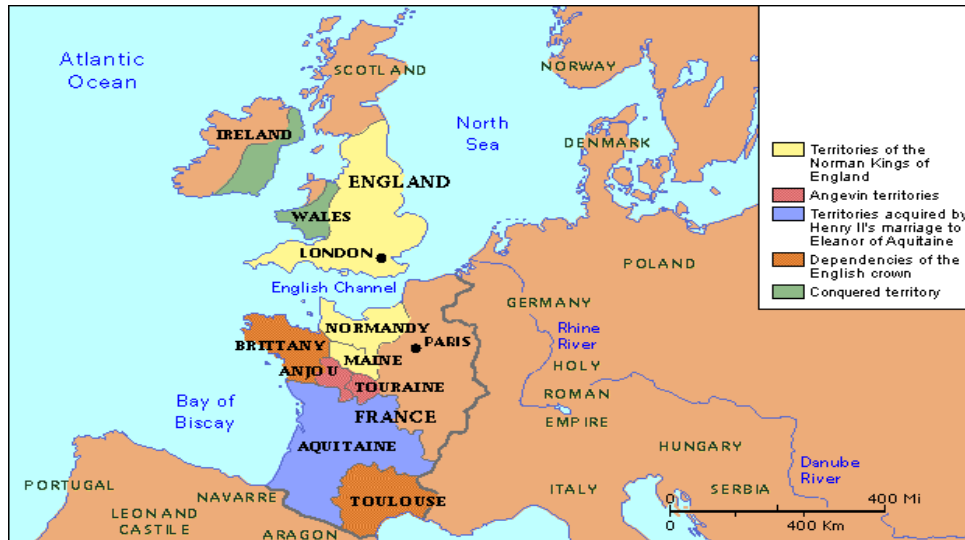 Atlantic
Ocean
SCOTLAND
NORWAY
North
Sea
IRELAND
DENMARK
ENGLAND
WALES
LONDON
English Channel
POLAND
GERMANY
NORMANDY
PARIS
Rhine
River
BRITTANY
MAINE
HOLY
ANJOU
TOURAINE
ROMAN
Bay of
Biscay
FRANCE
EMPIRE
AQUITAINE
HUNGARY
Danube
River
PORTUGAL
NAVARRE
TOULOUSE
ITALY
SERBIA
LEON AND
CASTILE
ARAGON
0 400 Mi
0 400 Km
Territories of the
Norman Kings of
England
Angevin territories
Territories acquired by
Henry II's marriage to
Eleanor of Aquitaine
Dependencies of the
English crown
Conquered territory